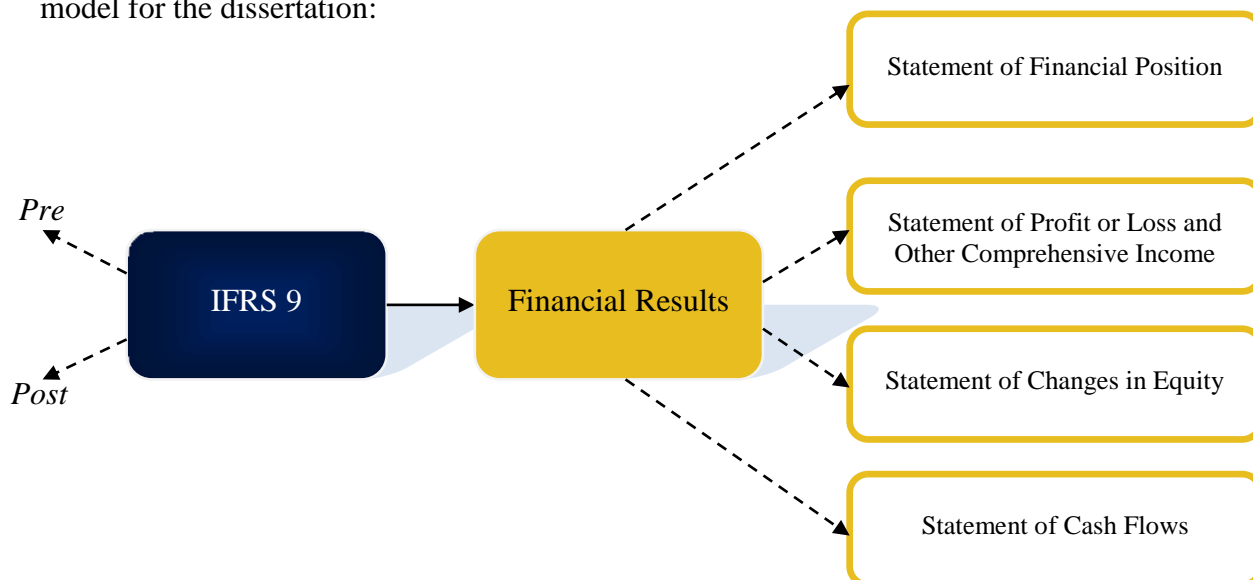 model for the dissertation:
Statement of Financial Position
Pre
Statement of Profit or Loss and
Other Comprehensive Income
IFRS 9
Financial Results
Post
Statement of Changes in Equity
Statement of Cash Flows